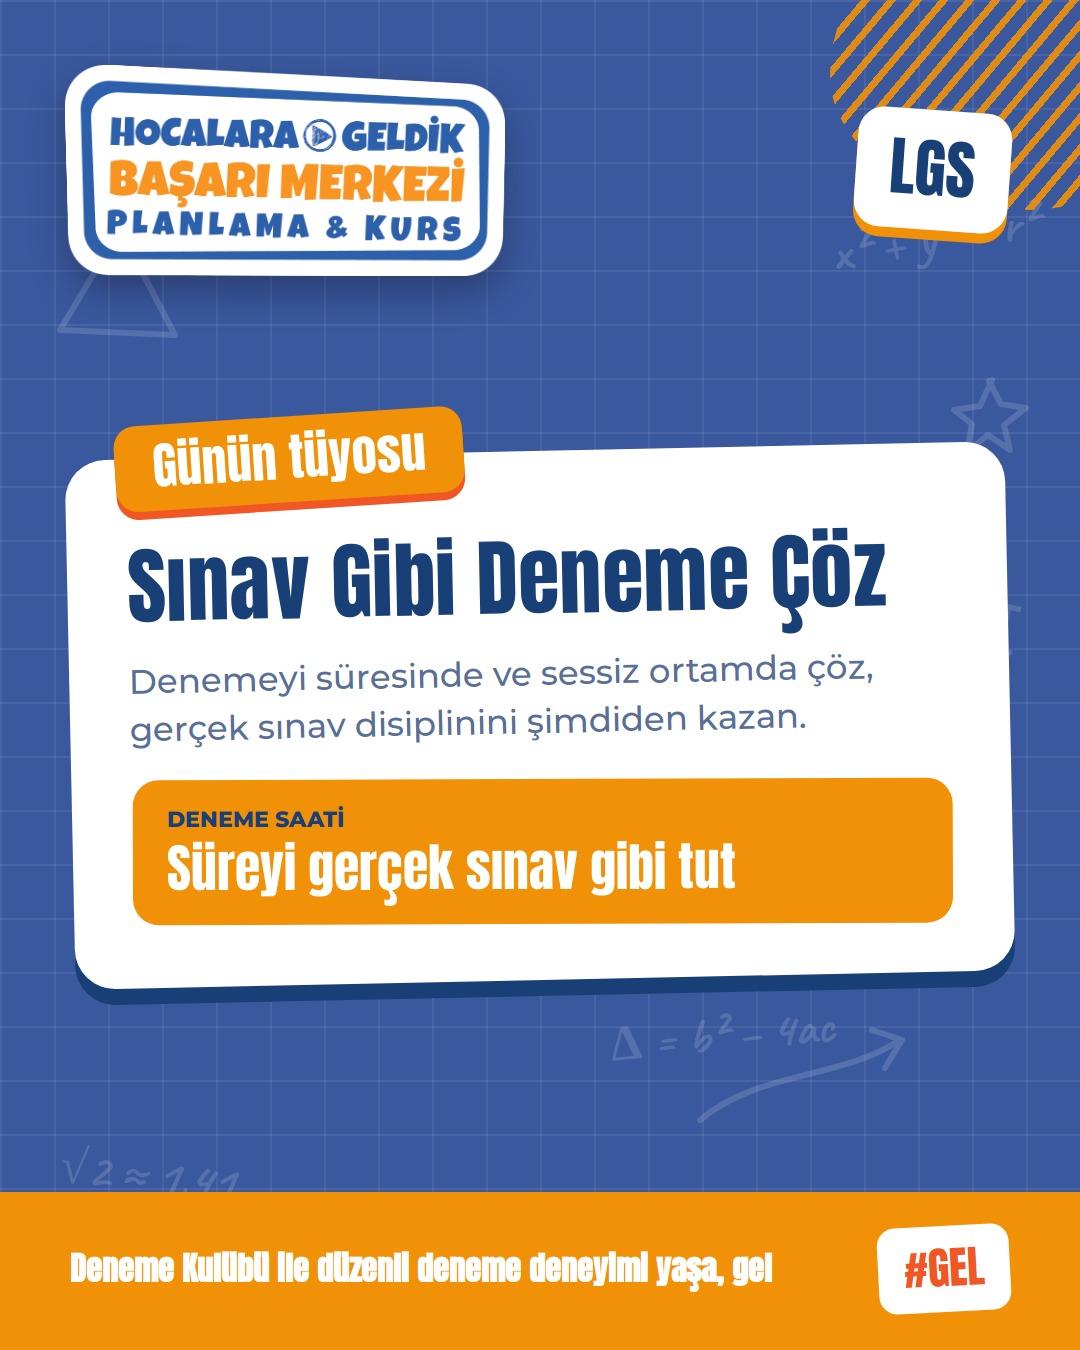 HOCALARA GELDİK
BAŞARI MERKEZİ
PLANLAMA & KURS
LGS
x² + y r²
Günün tüyosu
Sınav Gibi Deneme Çöz
Denemeyi süresinde ve sessiz ortamda çöz,
gerçek sınav disiplinini şimdiden kazan.
DENEME SAATİ
Süreyi gerçek sınav gibi tut
Δ = b² - 4ac
√2 ≈ 1,41
Deneme Kulübü ile düzenli deneme deneyimi yaşa, gel
#GEL